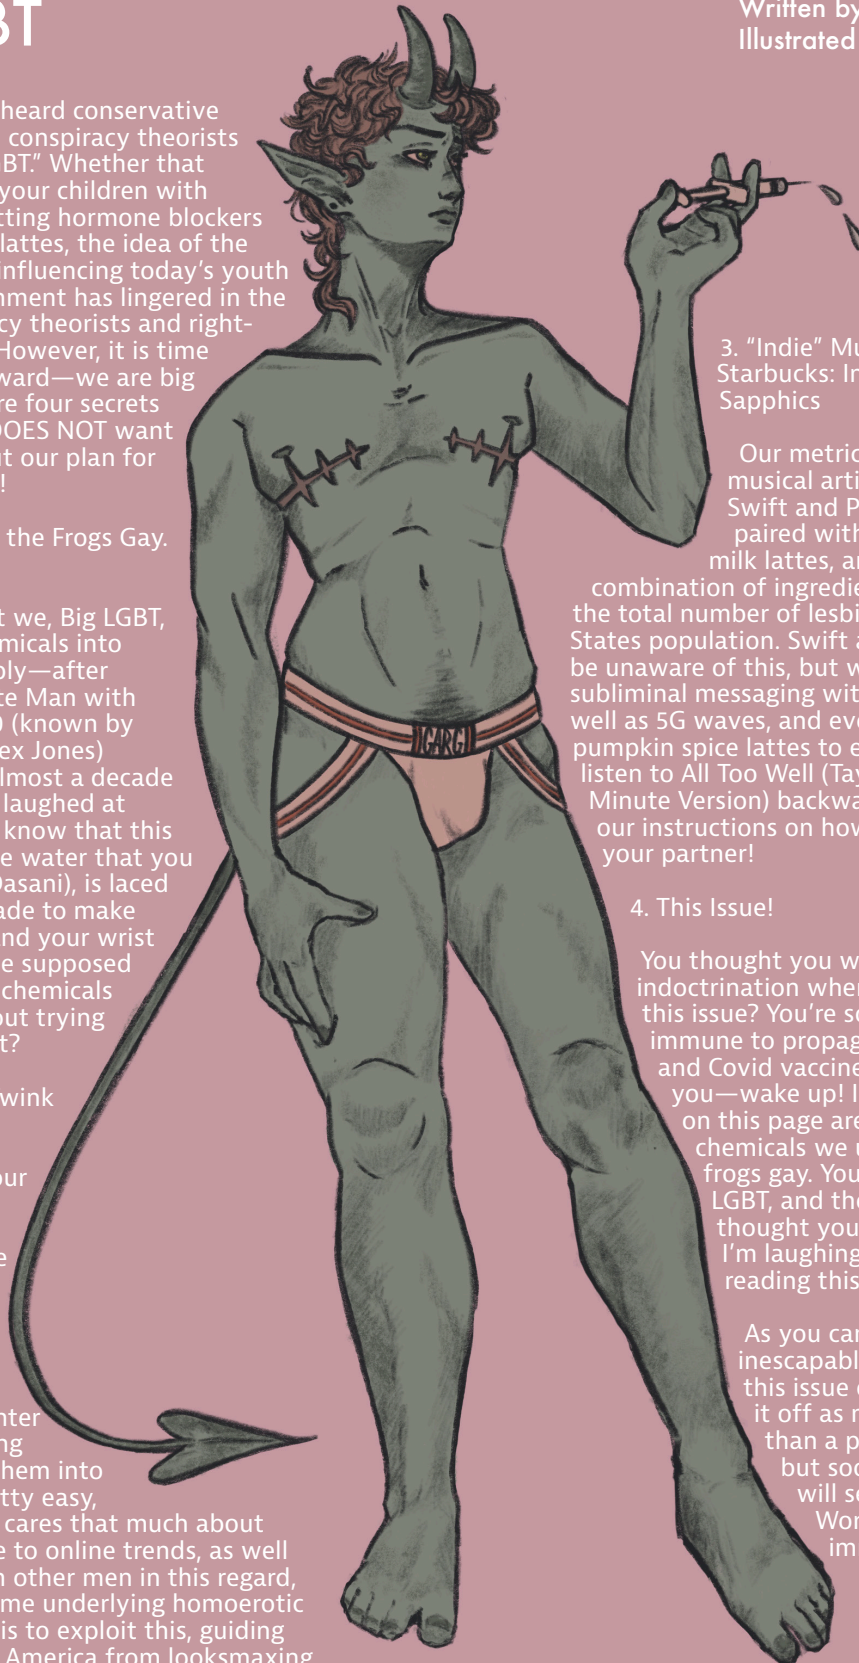 BT
Written by
Illustrated
heard conservative
conspiracy theorists
BT.” Whether that
your children with
tting hormone blockers
lattes, the idea of the
influencing today’s youth
nment has lingered in the
cy theorists and right-
However, it is time
ward—we are big
re four secrets
DOES NOT want
ut our plan for
!
the Frogs Gay.
t we, Big LGBT,
micals into
ply—after
te Man with
(known by
ex Jones)
lmost a decade
laughed at
know that this
e water that you
Dasani), is laced
ade to make
nd your wrist
e supposed
chemicals
out trying
t?
wink
our
e
nter
ng
hem into
tty easy,
cares that much about
e to online trends, as well
n other men in this regard,
me underlying homoerotic
is to exploit this, guiding
America from looksmaxing
GARG
3. “Indie” Mu
Starbucks: In
Sapphics
Our metric
musical arti
Swift and P
paired with
milk lattes, an
combination of ingredie
the total number of lesbi
States population. Swift a
be unaware of this, but w
subliminal messaging wit
well as 5G waves, and eve
pumpkin spice lattes to e
listen to All Too Well (Tay
Minute Version) backwa
our instructions on how
your partner!
4. This Issue!
You thought you w
indoctrination when
this issue? You’re so
immune to propag
and Covid vaccine
you—wake up! I
on this page are
chemicals we u
frogs gay. You
LGBT, and the
thought you
I’m laughing
reading this
As you can
inescapabl
this issue
it off as n
than a p
but soo
will se
Wor
im